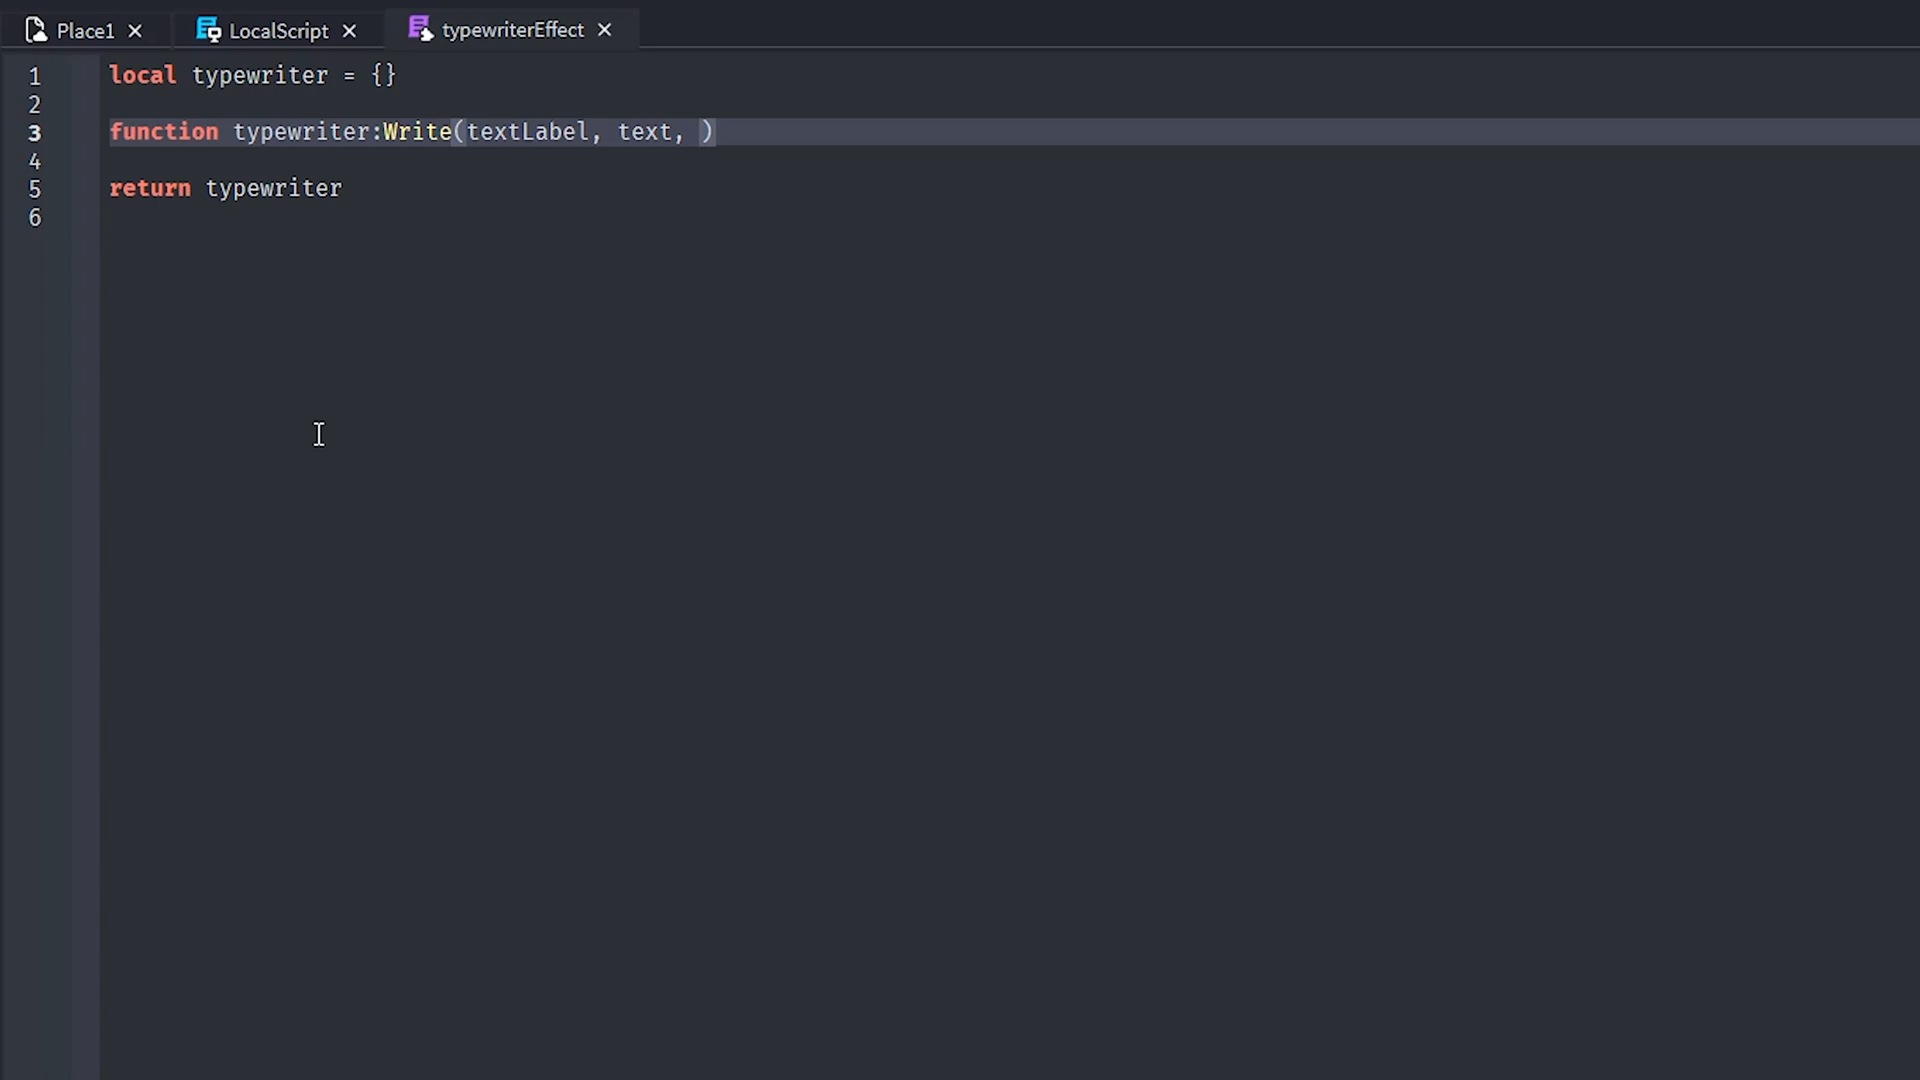 Place1
LocalScript
typewriterEffect
1 local typewriter = {}
2
3 function typewriter:Write(textLabel, text, )
4
5 return typewriter
6